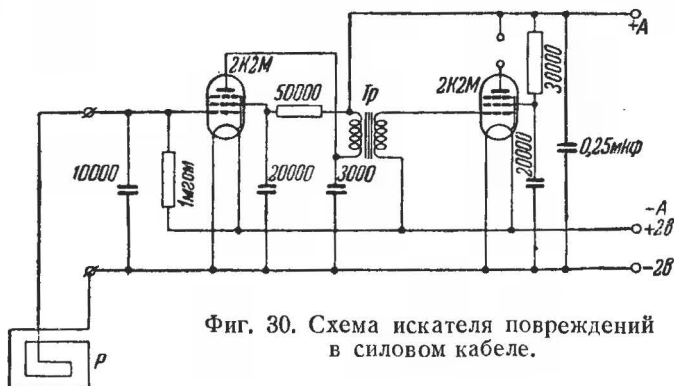 +А
2К2М
50000
Тр
2К2М
30000
10000
1мгом
20000
3000
20000
0,25мкф
-А
+2в
-2в
Р
Фиг. 30. Схема искателя повреждений
в силовом кабеле.